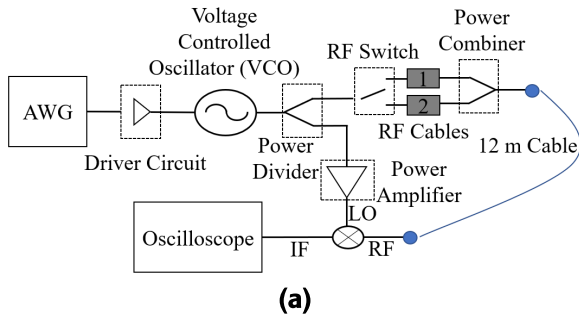 Voltage
Controlled
Oscillator (VCO)
Power
Combiner
RF Switch
AWG
1
2
RF Cables
Driver Circuit
Power
Divider
12 m Cable
Power
Amplifier
LO
Oscilloscope
IF
RF
(a)